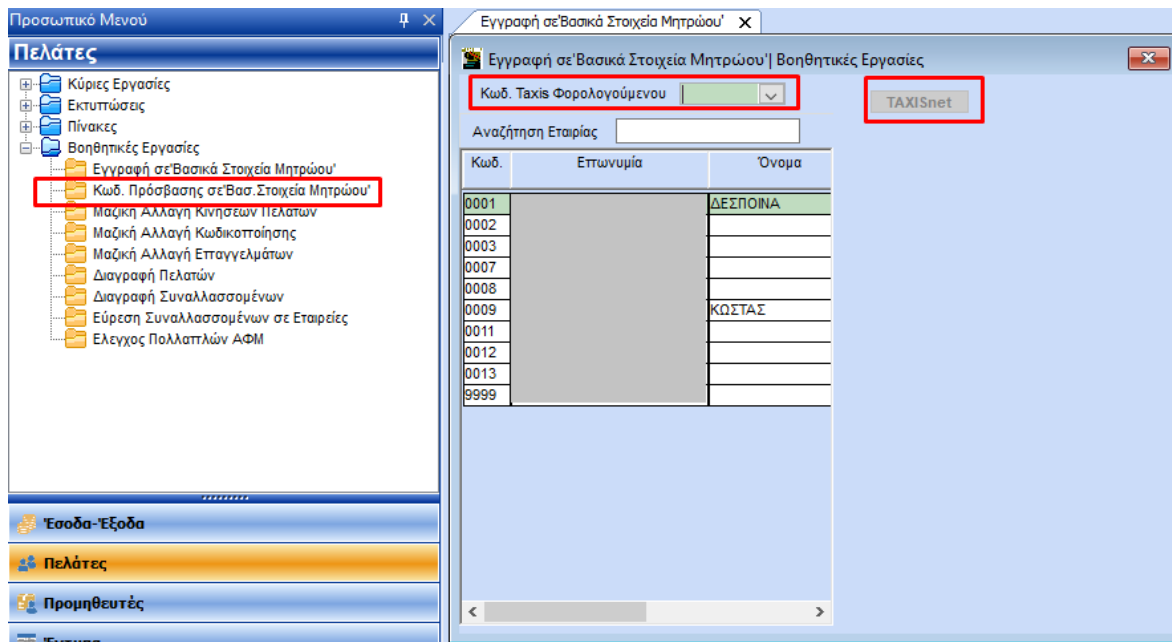 Προσωπικό Μενού
Πελάτες
Κύριες Εργασίες
Εκτυπώσεις
Πίνακες
Βοηθητικές Εργασίες
Εγγραφή σε'Βασικά Στοιχεία Μητρώου'
Κωδ. Πρόσβασης σε'Βασ.Στοιχεία Μητρώου'
Μαζική Αλλαγή Κινήσεων Πελατών
Μαζική Αλλαγή Κωδικοποίησης
Μαζική Αλλαγή Επαγγελμάτων
Διαγραφή Πελατών
Διαγραφή Συναλλασσομένων
Εύρεση Συναλλασσομένων σε Εταιρείες
Ελεγχος Πολλαπλών ΑΦΜ
Έσοδα-Έξοδα
Πελάτες
Προμηθευτές
Εγγραφή σε'Βασικά Στοιχεία Μητρώου'
Εγγραφή σε'Βασικά Στοιχεία Μητρώου'| Βοηθητικές Εργασίες
Κωδ. Taxis Φορολογούμενου
TAXISnet
Αναζήτηση Εταιρίας
Κωδ. Επωνυμία Όνομα
0001 ΔΕΣΠΟΙΝΑ
0002
0003
0007
0008
0009 ΚΩΣΤΑΣ
0011
0012
0013
9999